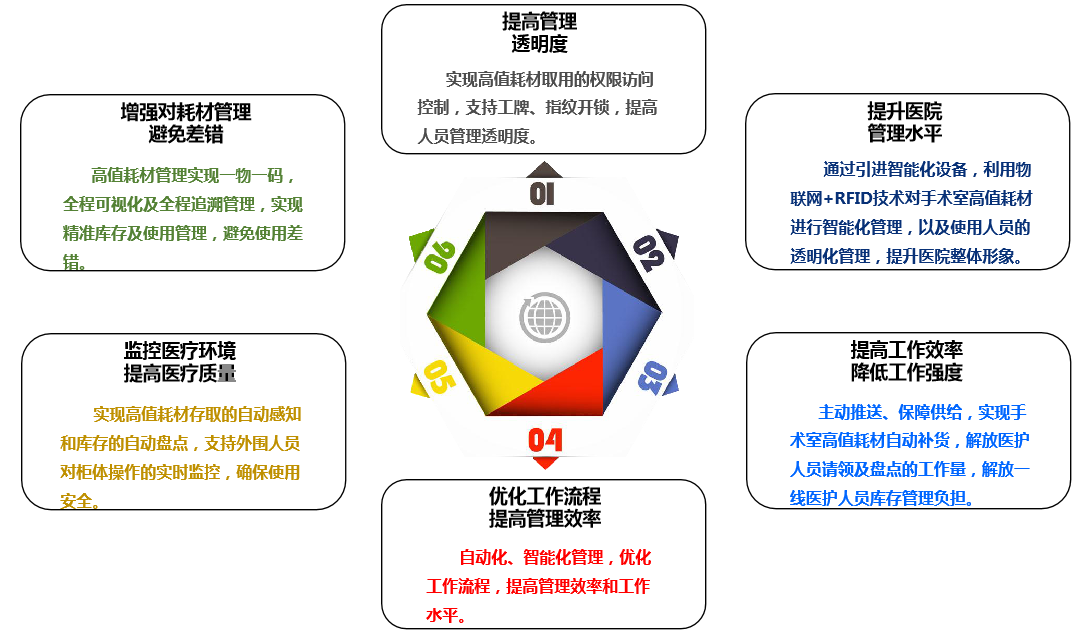 提高管理
透明度
实现高值耗材取用的权限访问
控制，支持工牌、指纹开锁，提高
人员管理透明度。
增强对耗材管理
避免差错
高值耗材管理实现一物一码，
全程可视化及全程追溯管理，实现
精准库存及使用管理，避免使用差
错。
提升医院
管理水平
通过引进智能化设备，利用物
联网+RFID技术对手术室高值耗材
进行智能化管理，以及使用人员的
透明化管理，提升医院整体形象。
01
02
03
04
05
06
监控医疗环境
提高医疗质量
实现高值耗材存取的自动感知
和库存的自动盘点，支持外围人员
对柜体操作的实时监控，确保使用
安全。
提高工作效率
降低工作强度
主动推送、保障供给，实现手
术室高值耗材自动补货，解放医护
人员请领及盘点的工作量，解放一
线医护人员库存管理负担。
优化工作流程
提高管理效率
自动化、智能化管理，优化
工作流程，提高管理效率和工作
水平。